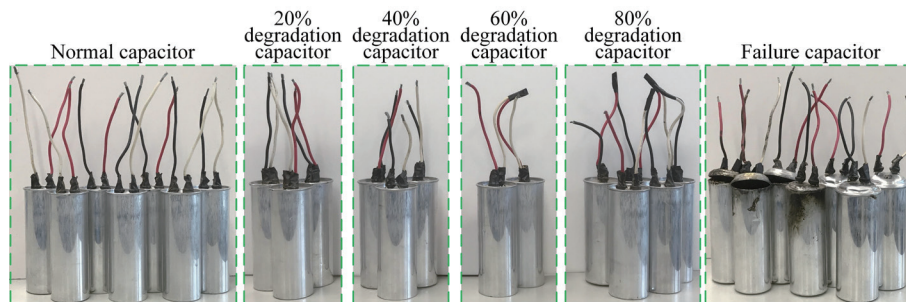 Normal capacitor
20%
degradation
capacitor
40%
degradation
capacitor
60%
degradation
capacitor
80%
degradation
capacitor
Failure capacitor